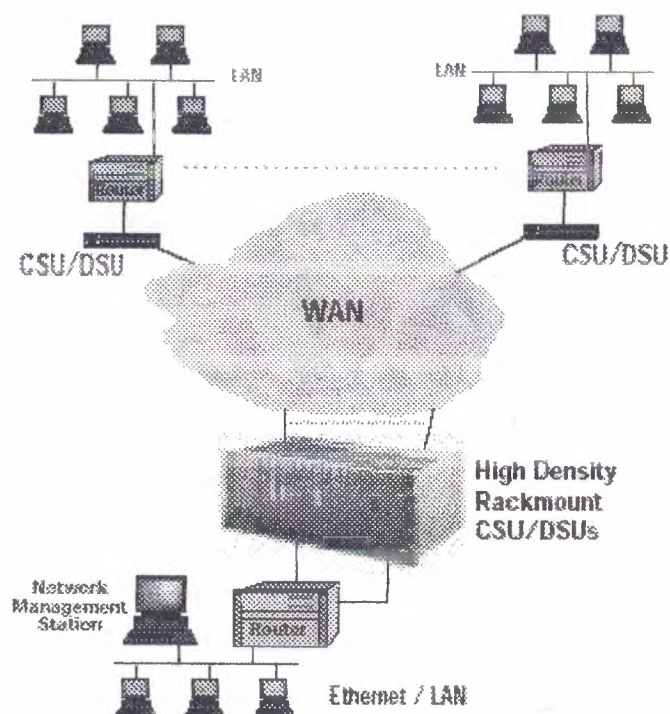 LAN
LAN
Router
Router
CSU/DSU
CSU/DSU
WAN
High Density
Rackmount
CSU/DSUs
Network
Management
Station
Router
Ethernet / LAN